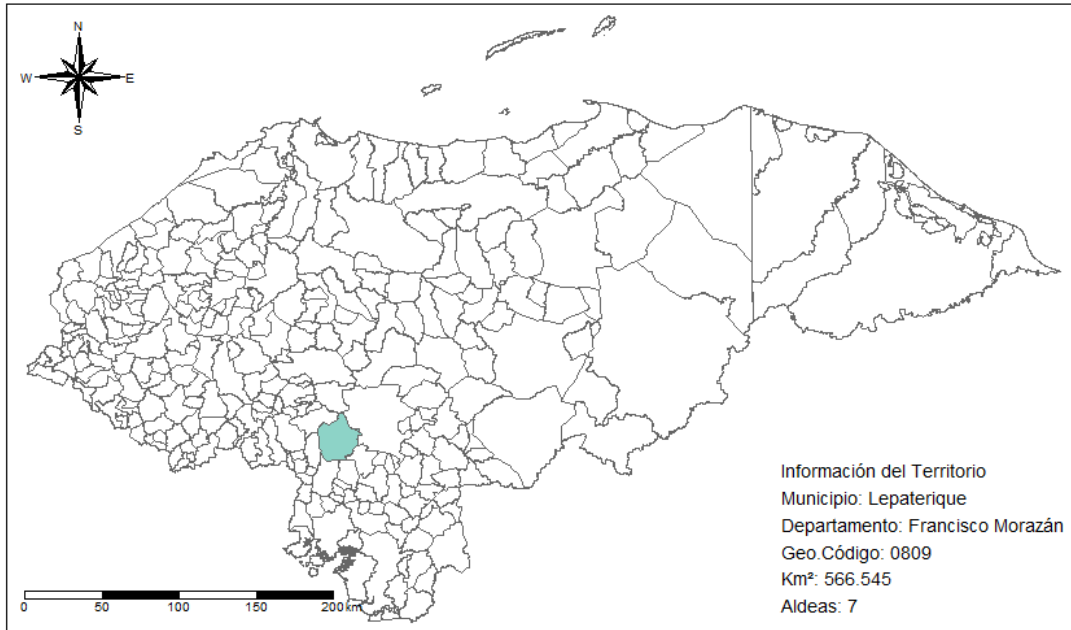 N
W E
S
Información del Territorio
Municipio: Lepaterique
Departamento: Francisco Morazán
Geo.Código: 0809
Km²: 566.545
Aldeas: 7
0 50 100 150 200 km